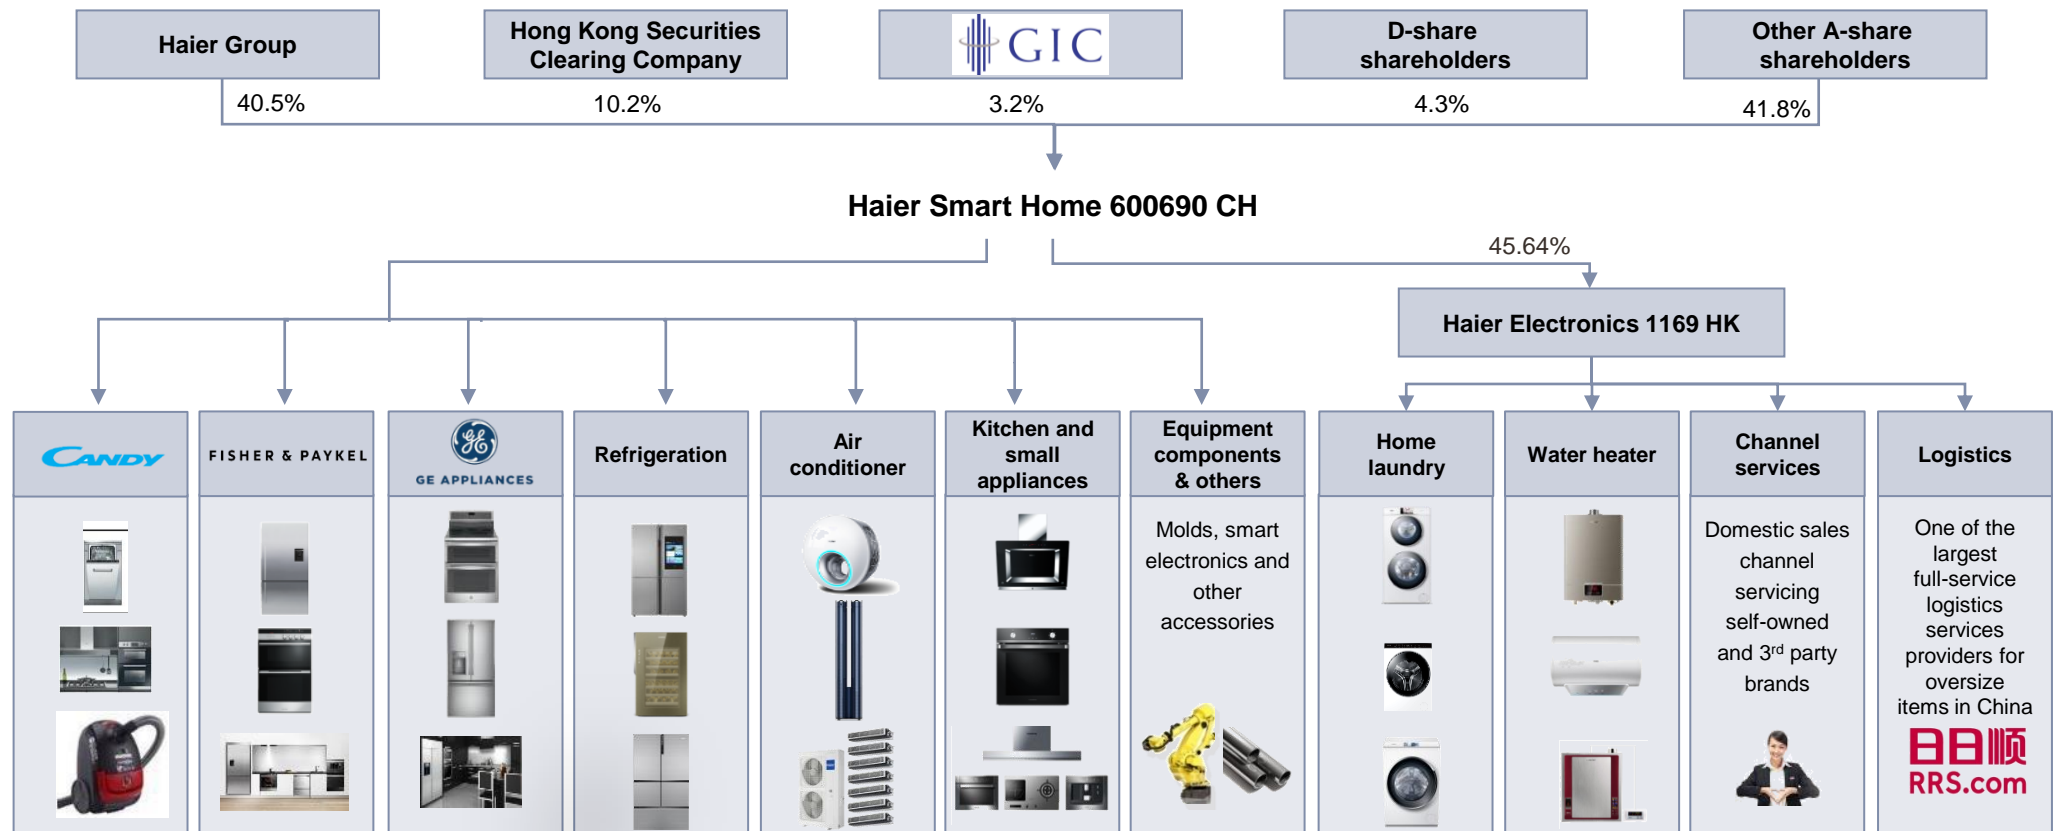 Haier Group
Hong Kong Securities
Clearing Company
GIC
D-share
shareholders
Other A-share
shareholders
40.5%
10.2%
3.2%
4.3%
41.8%
Haier Smart Home 600690 CH
45.64%
Haier Electronics 1169 HK
CANDY
FISHER & PAYKEL
GE
GE APPLIANCES
Refrigeration
Air
conditioner
Kitchen and
small
appliances
Equipment
components
& others
Home
laundry
Water heater
Channel
services
Logistics
Molds, smart
electronics and
other
accessories
Domestic sales
channel
servicing
self-owned
and 3rd party
brands
One of the
largest
full-service
logistics
services
providers for
oversize
items in China
日日顺
RRS.com